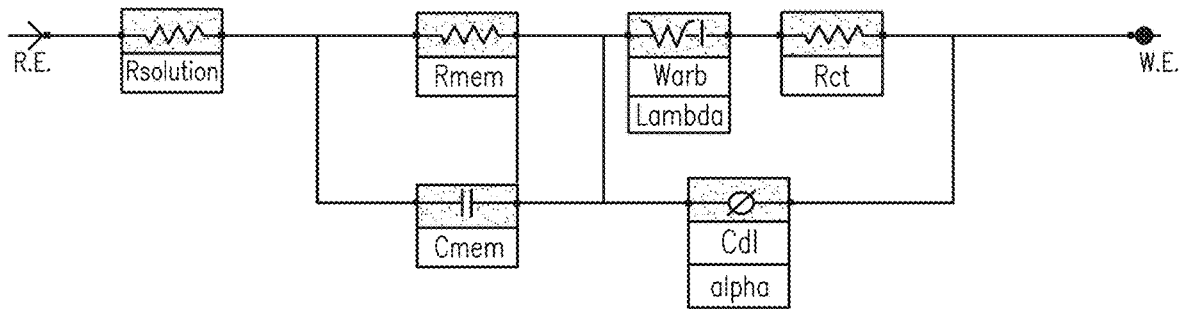 R.E.
Rsolution
Rmem
Warb
Lambda
Rct
W.E.
Cmem
Cdl
alpha